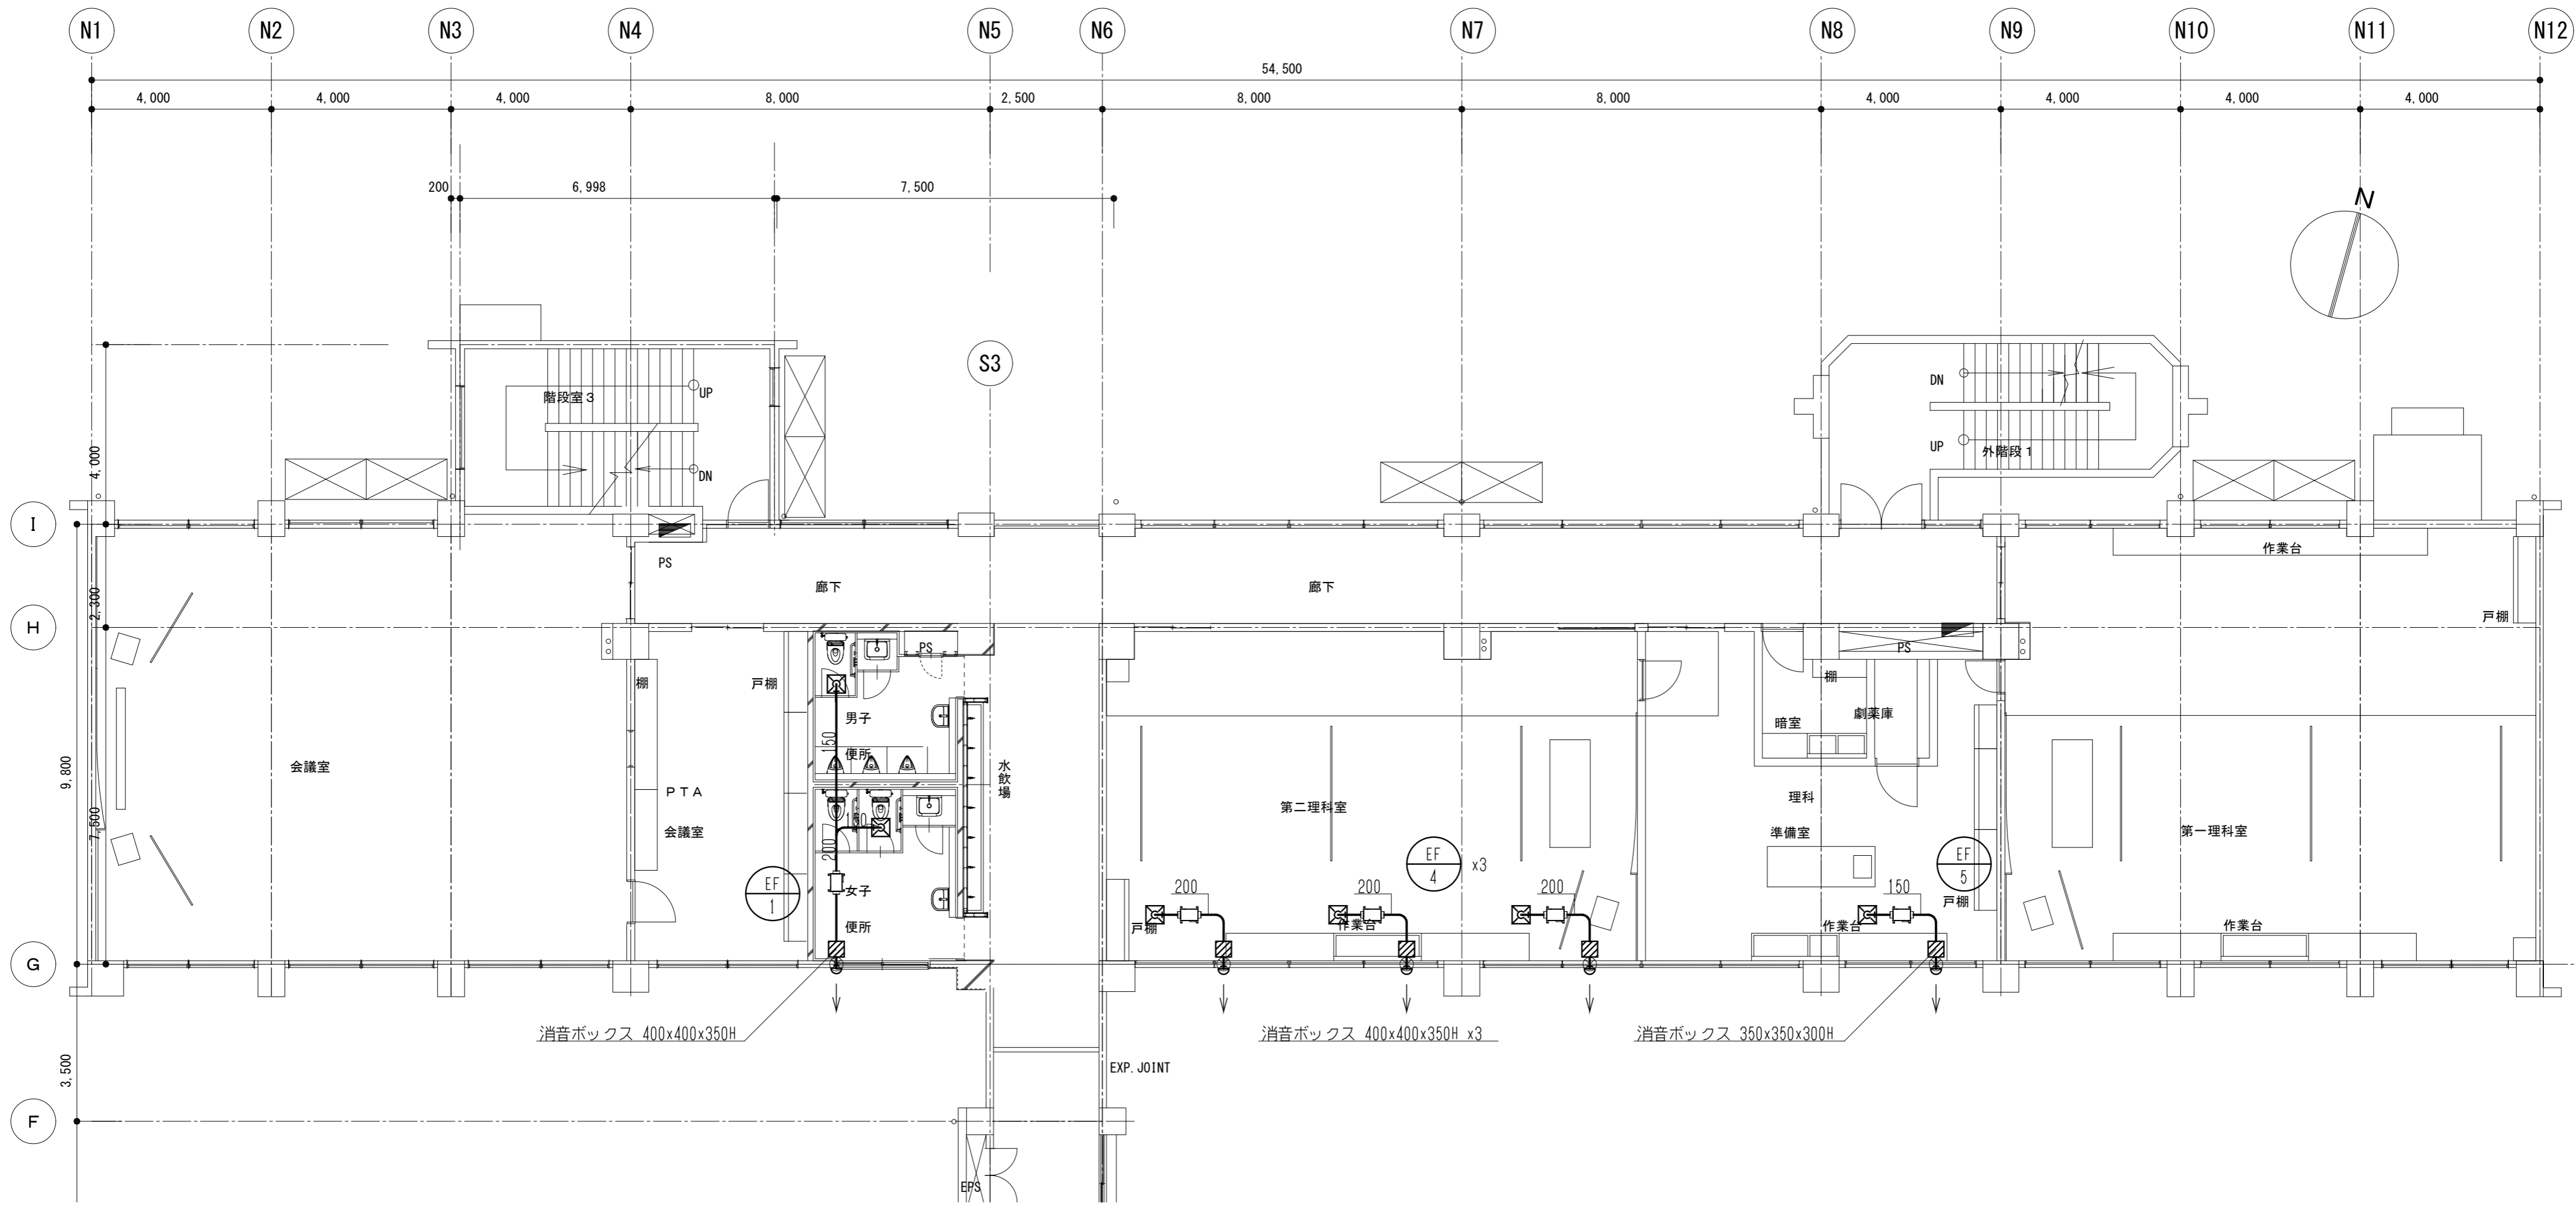 N1 N2 N3 N4 N5 N6 N7 N8 N9 N10 N11 N12
54,500
4,000 4,000 4,000 8,000 2,500 8,000 8,000 4,000 4,000 4,000 4,000
200 6,998 7,500
N
S3
階段室3
UP
DN
DN
UP
外階段1
4,000
I
PS
廊下
廊下
作業台
2,300
H
戸棚
PS
PS
棚
戸棚
棚
男子
便所
150
暗室
劇薬庫
9,800
会議室
水飲場
PTA
会議室
理科
準備室
第二理科室
第一理科室
7,500
200
EF
1
女子
便所
EF
4
x3
EF
5
200
200
200
150
戸棚
戸棚
作業台
作業台
作業台
G
消音ボックス 400x400x350H
消音ボックス 400x400x350H x3
消音ボックス 350x350x300H
3,500
EXP.JOINT
F
EPS